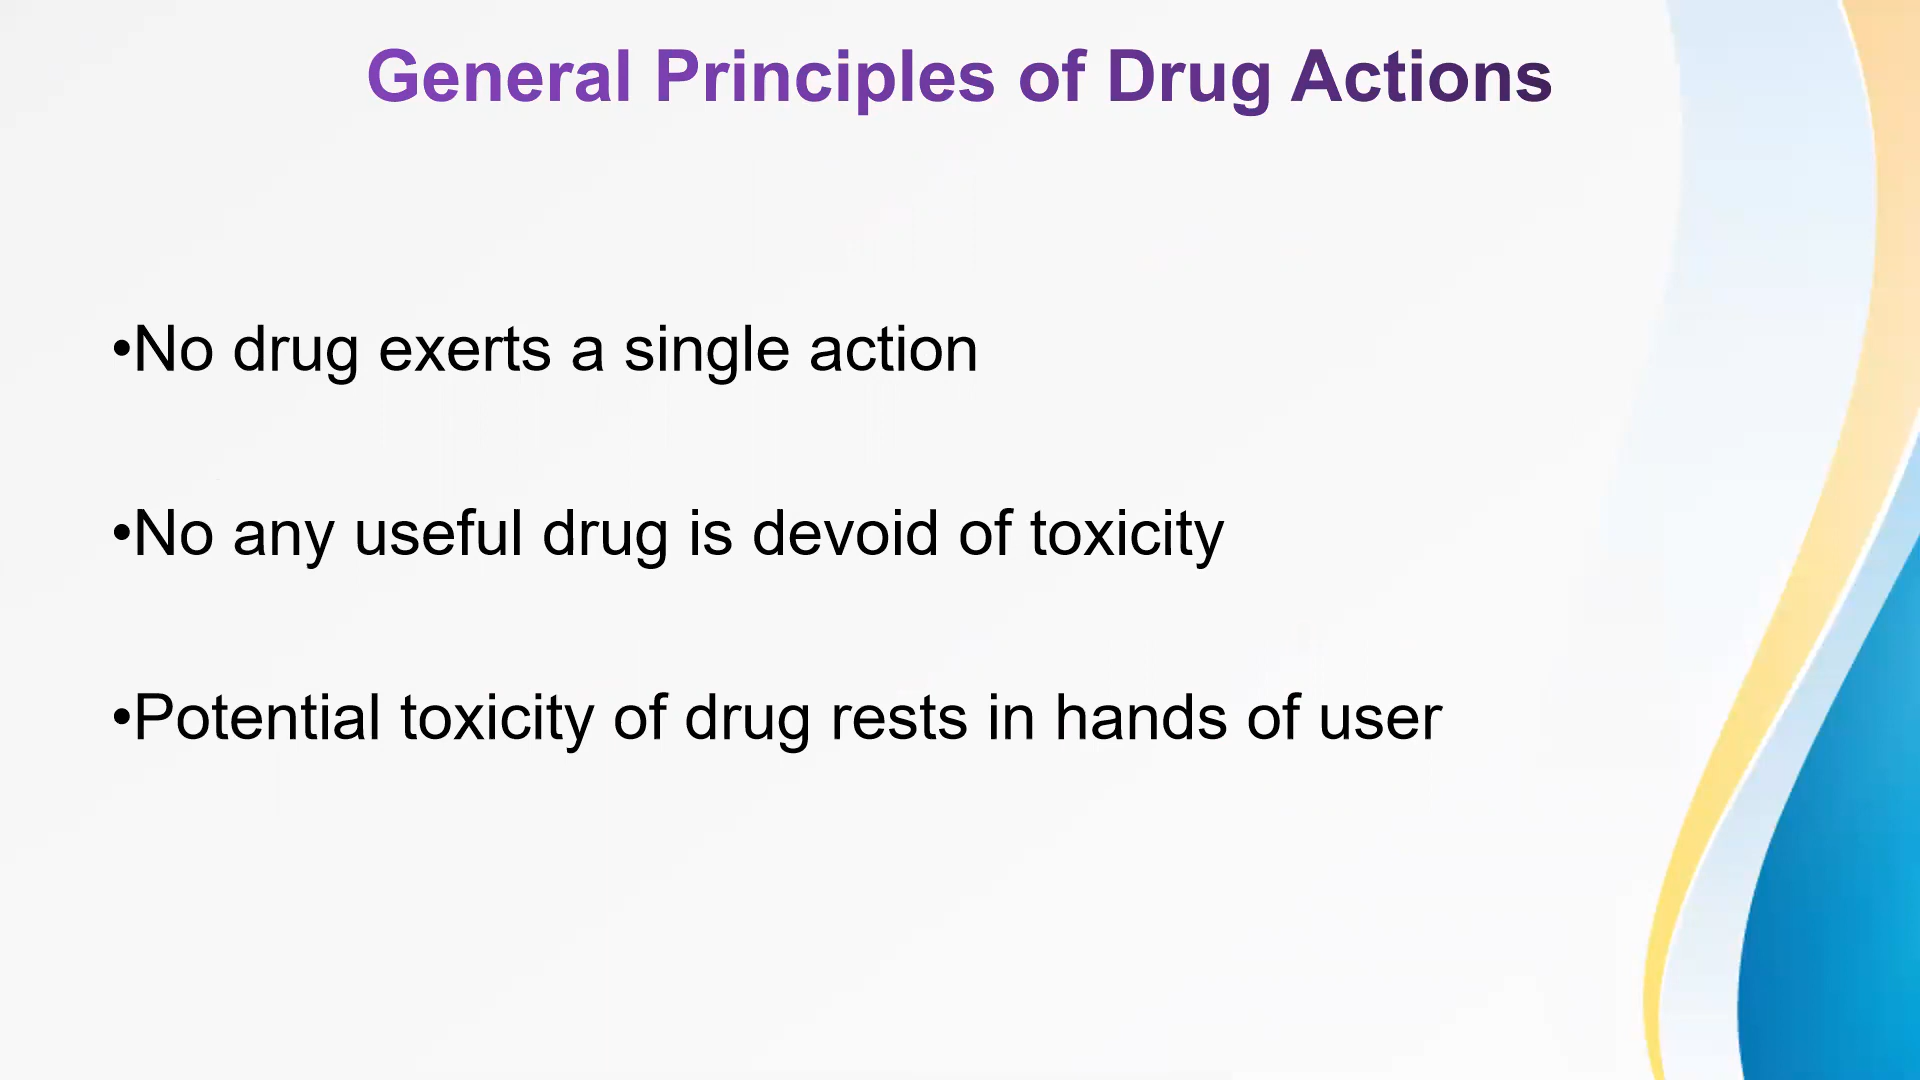 General Principles of Drug Actions
•No drug exerts a single action
•No any useful drug is devoid of toxicity
•Potential toxicity of drug rests in hands of user